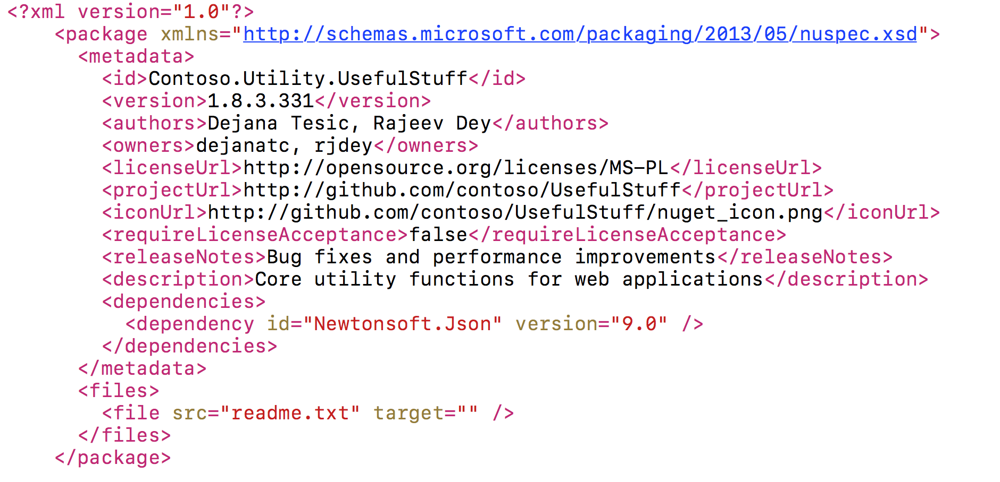 <?xml version="1.0"?>
<package xmlns="http://schemas.microsoft.com/packaging/2013/05/nuspec.xsd">
<metadata>
<id>Contoso.Utility.UsefulStuff</id>
<version>1.8.3.331</version>
<authors>Dejana Tesic, Rajeev Dey</authors>
<owners>dejanatc, rjdey</owners>
<licenseUrl>http://opensource.org/licenses/MS-PL</licenseUrl>
<projectUrl>http://github.com/contoso/UsefulStuff</projectUrl>
<iconUrl>http://github.com/contoso/UsefulStuff/nuget_icon.png</iconUrl>
<requireLicenseAcceptance>false</requireLicenseAcceptance>
<releaseNotes>Bug fixes and performance improvements</releaseNotes>
<description>Core utility functions for web applications</description>
<dependencies>
<dependency id="Newtonsoft.Json" version="9.0" />
</dependencies>
</metadata>
<files>
<file src="readme.txt" target="" />
</files>
</package>